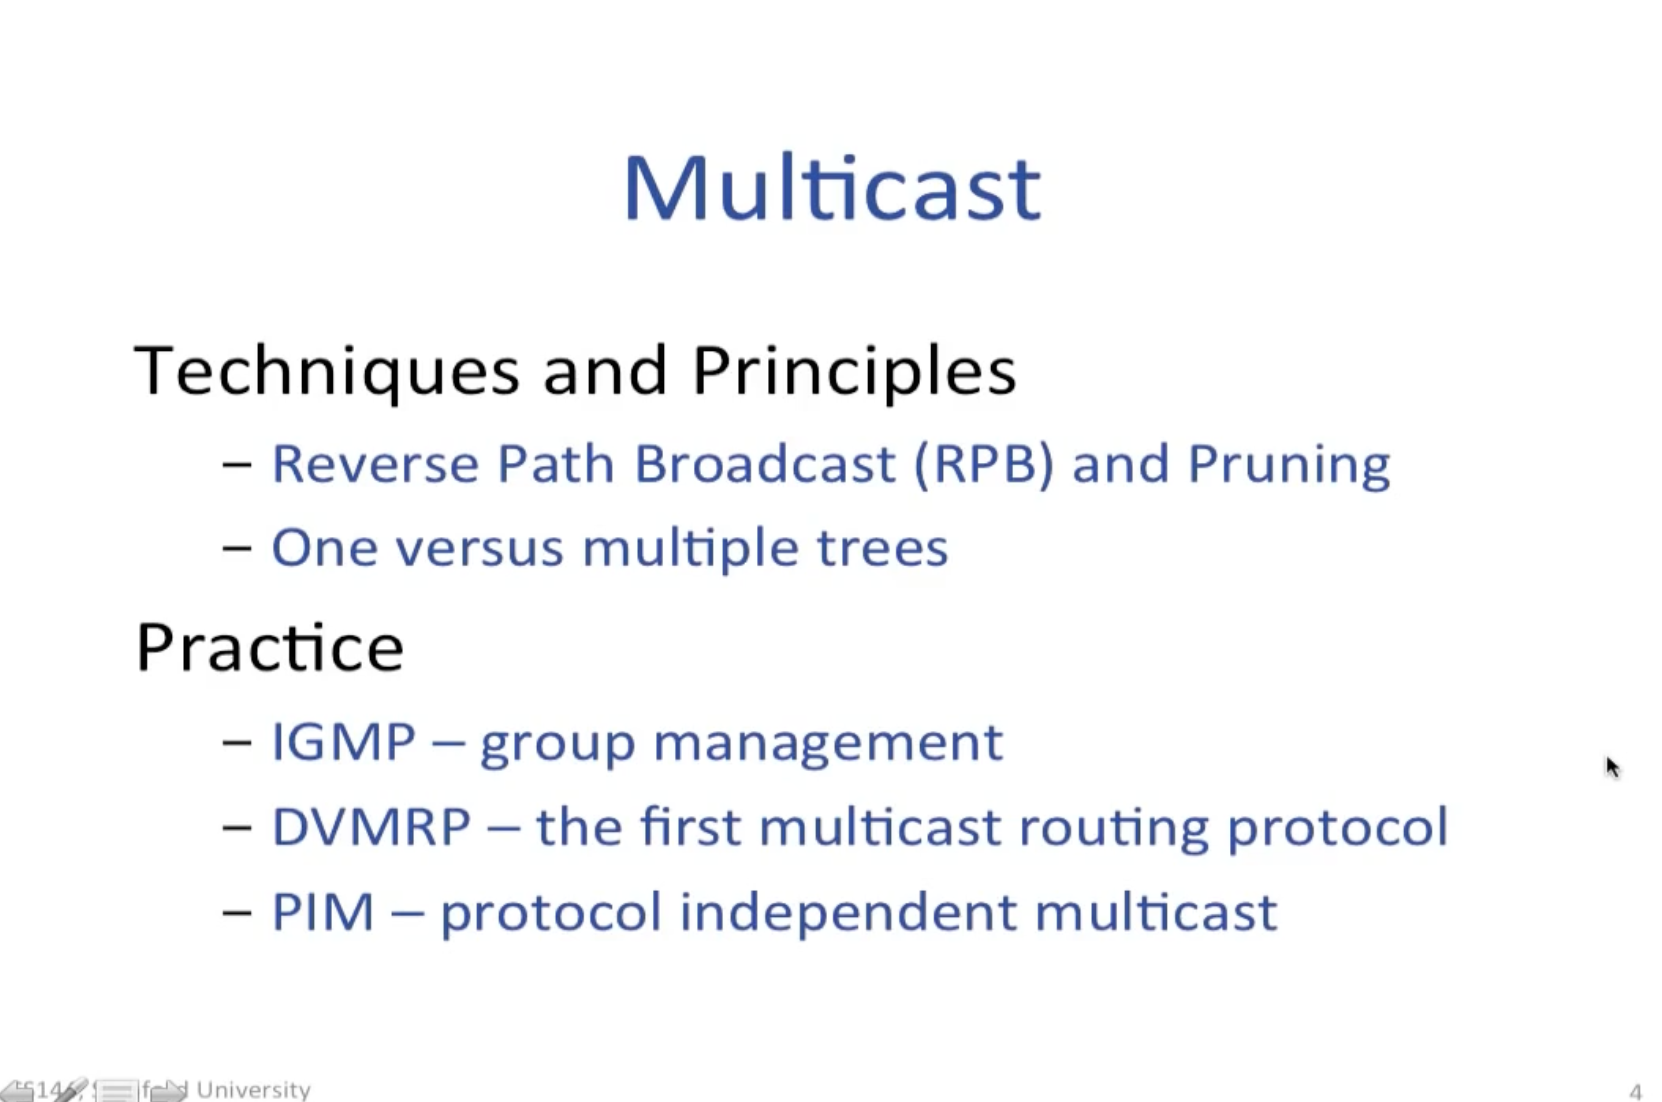 Multicast
Techniques and Principles
– Reverse Path Broadcast (RPB) and Pruning
– One versus multiple trees
Practice
– IGMP – group management
– DVMRP – the first multicast routing protocol
– PIM – protocol independent multicast
University
4